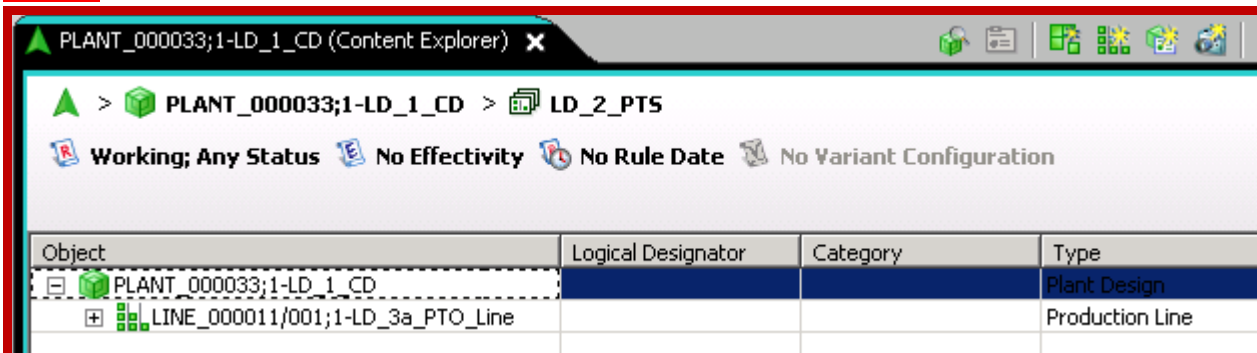 PLANT_000033;1-LD_1_CD (Content Explorer)
> PLANT_000033;1-LD_1_CD > LD_2_PTS
Working; Any Status No Effectivity No Rule Date No Variant Configuration
Object Logical Designator Category Type
PLANT_000033;1-LD_1_CD Plant Design
LINE_000011/001;1-LD_3a_PTO_Line Production Line